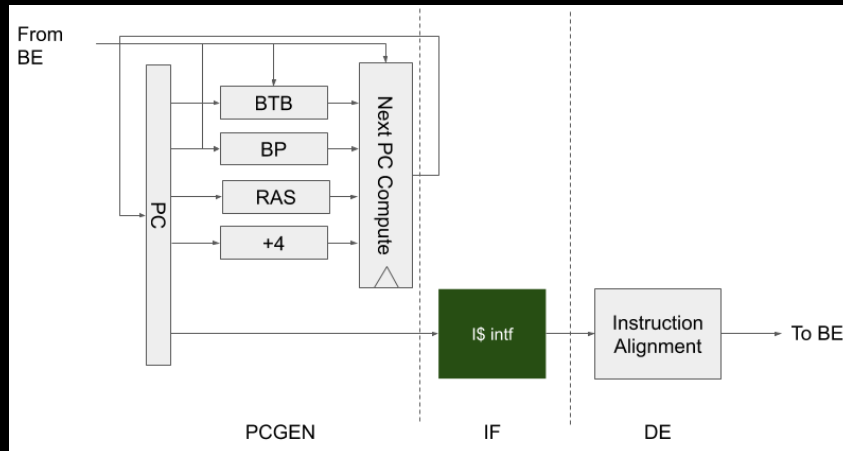 From
BE
BTB
BP
RAS
+4
PC
Next PC Compute
I$ intf
Instruction
Alignment
To BE
PCGEN
IF
DE